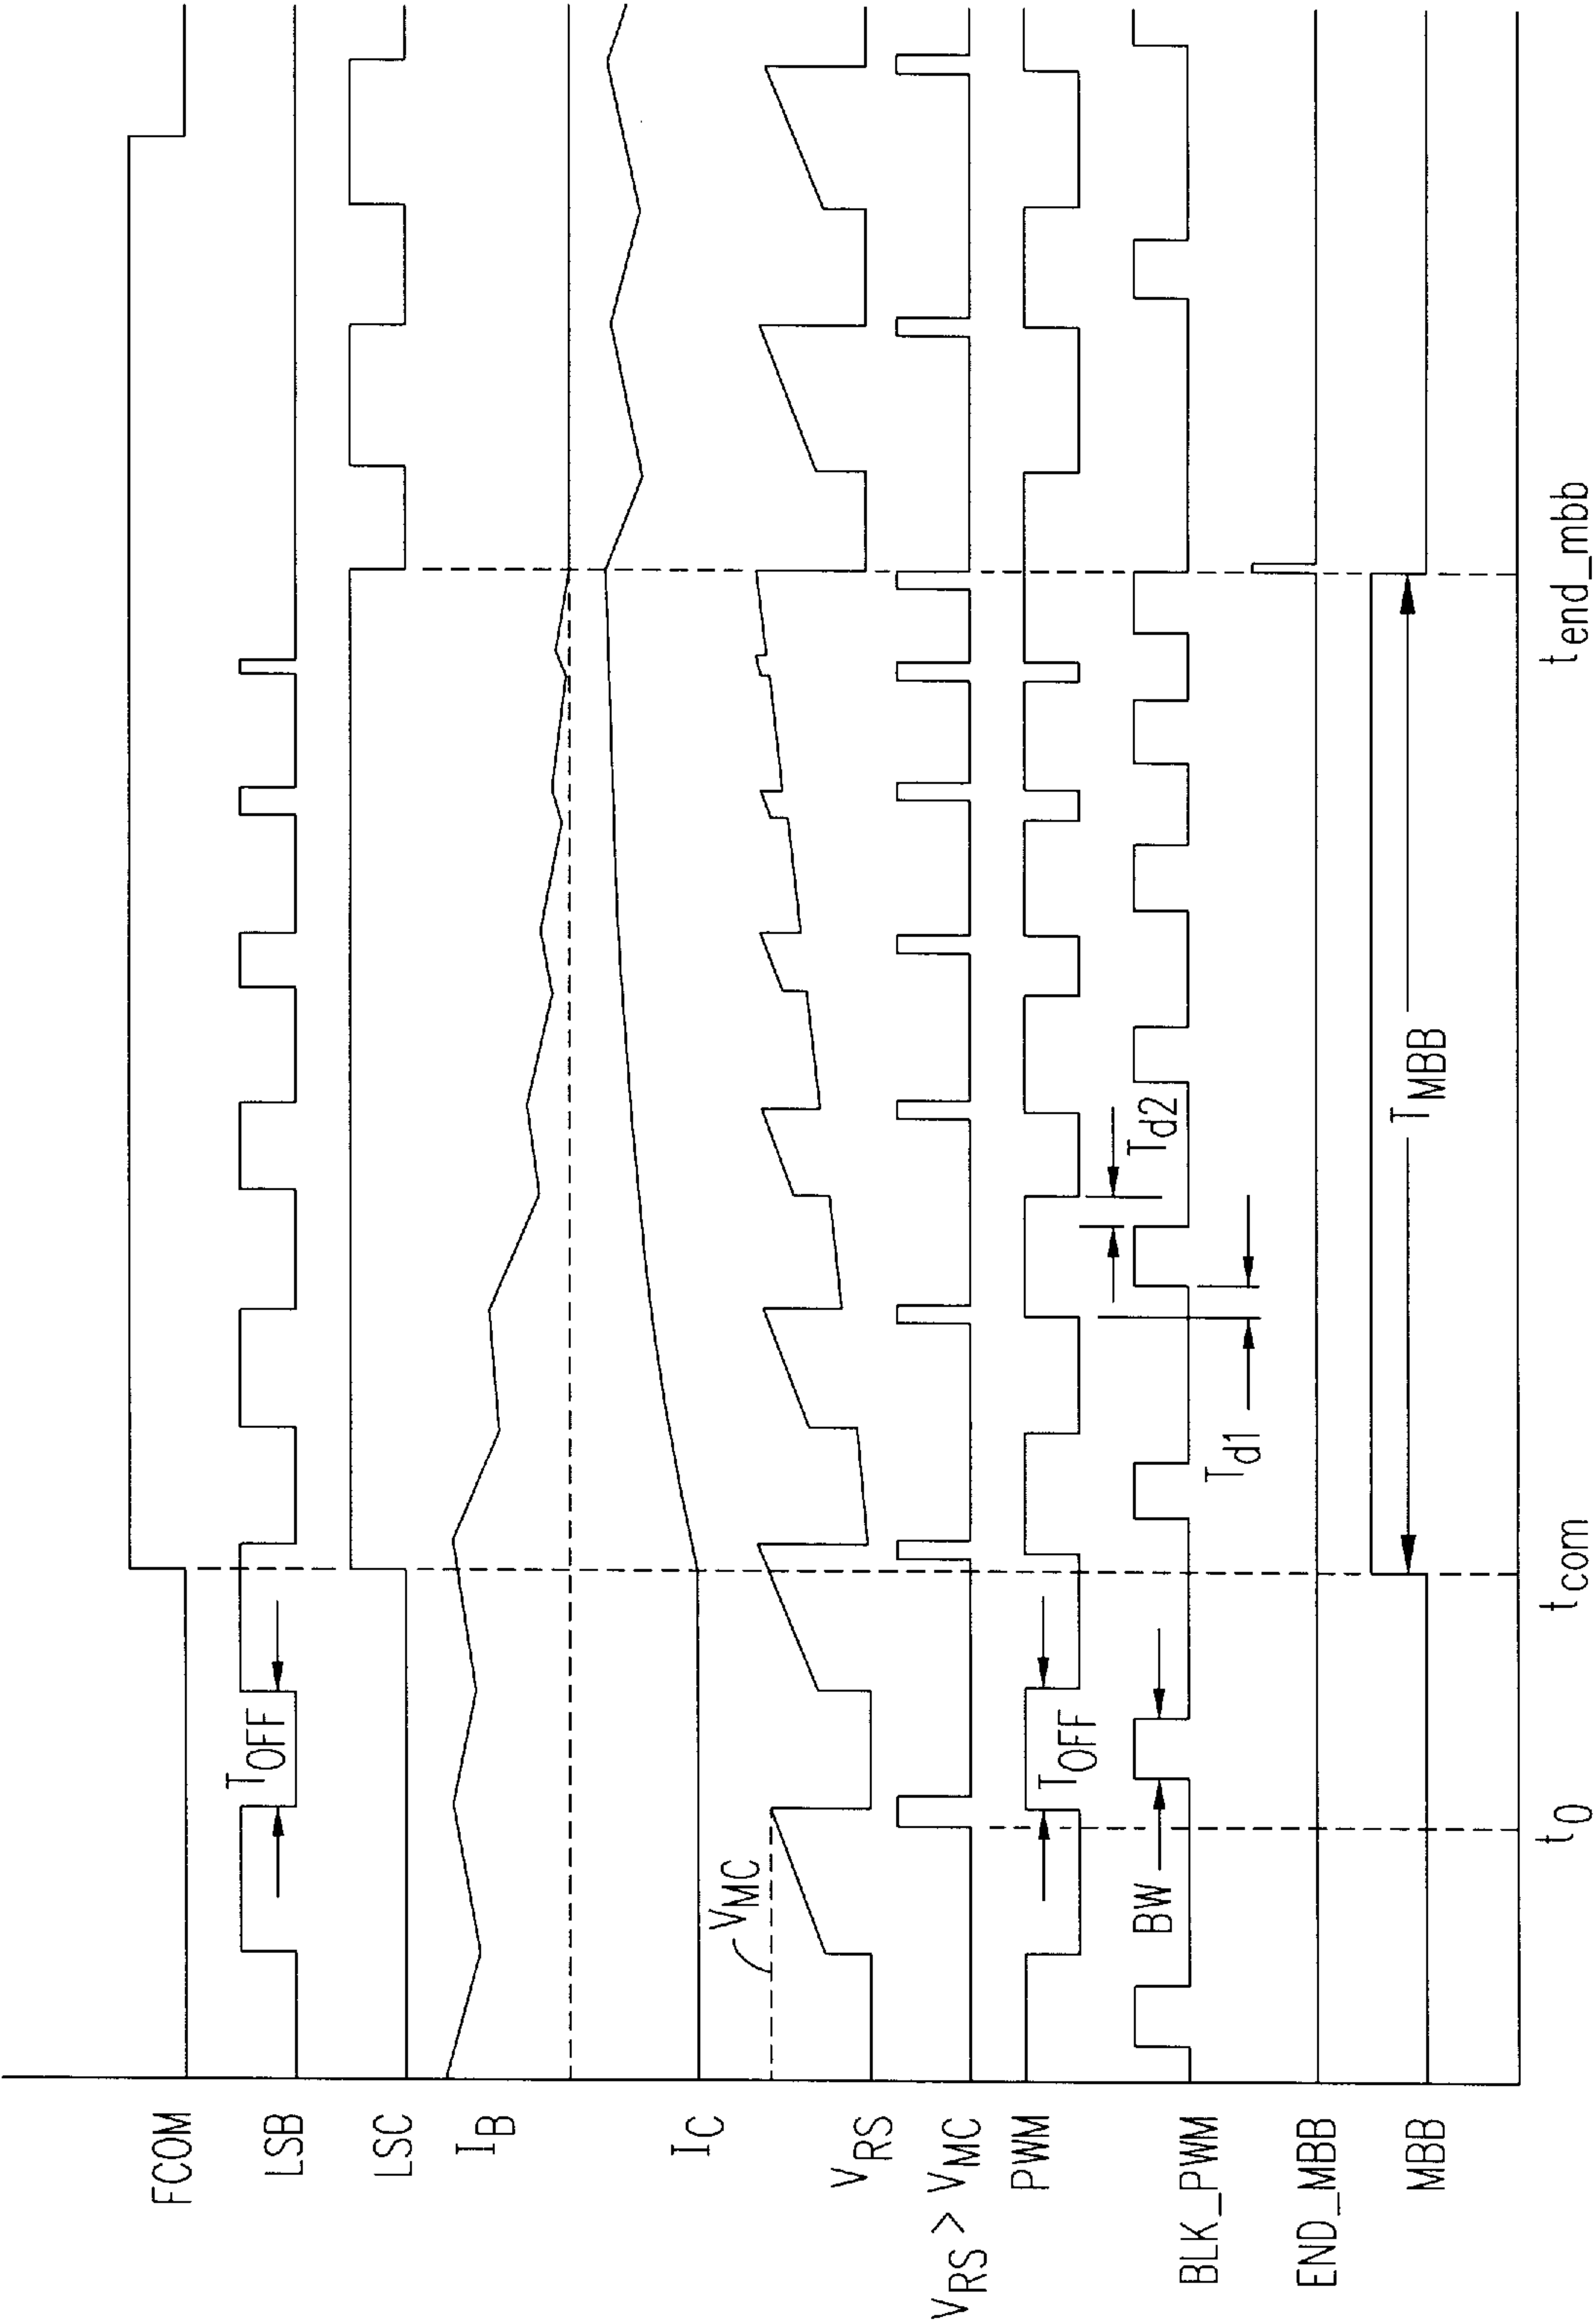 FCOM
LSB
LSC
I_B
I_C
V_RS
V_RS > V_MC
PWM
BLK_PWM
END_MBB
MBB
T_OFF
V_MC
T_OFF
BW
T_d1
T_d2
T_MBB
t_0
t_com
t_end_mbb